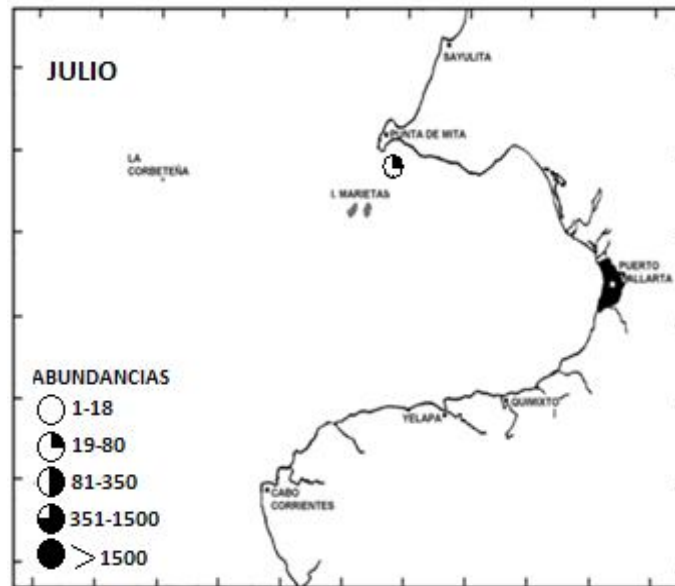 SAYULITA
JULIO
PUNTA DE MITA
LA
CORBETEÑA
I. MARIETAS
PUERTO
VALLARTA
ABUNDANCIAS
1-18
19-80
81-350
351-1500
> 1500
QUIMIXTO
YELAPA
CABO
CORRIENTES